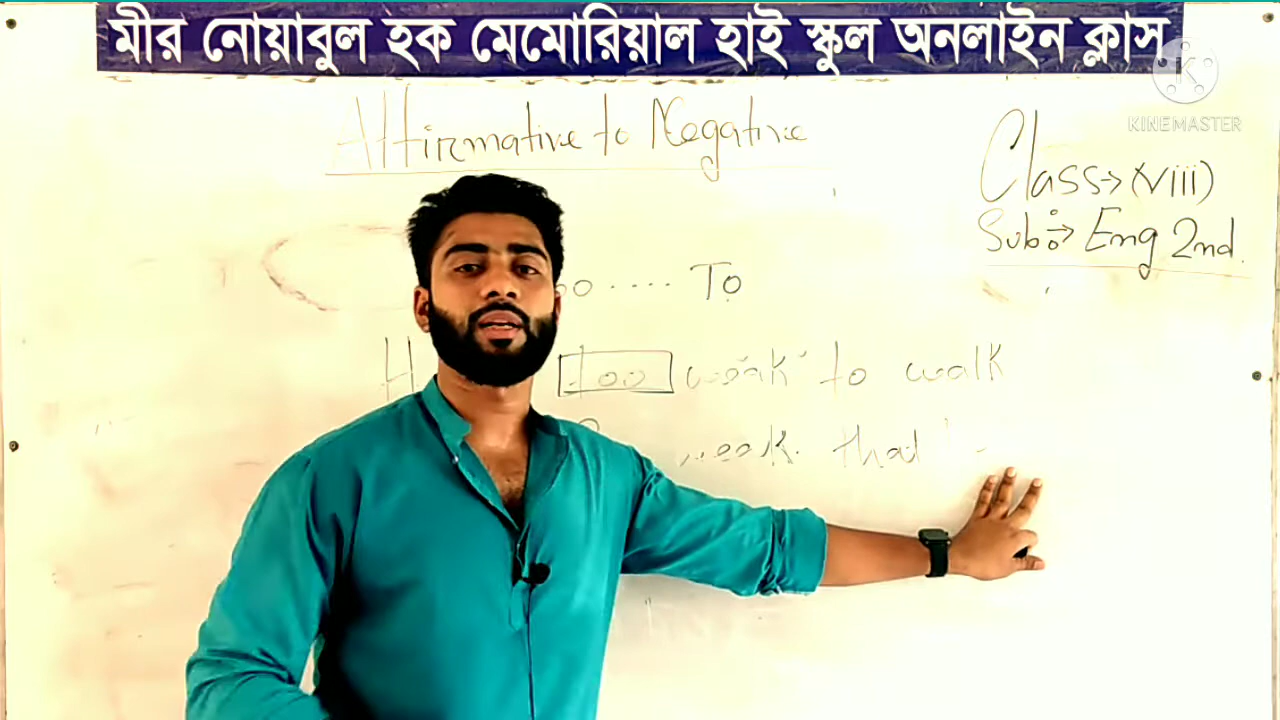 মীর নোয়াবুল হক মেমোরিয়াল হাই স্কুল অনলাইন ক্লাস
KINEMASTER
Affirmative to Negative
Class→(viii)
Sub:→ Eng 2nd.
..... To
too weak to walk
weak that